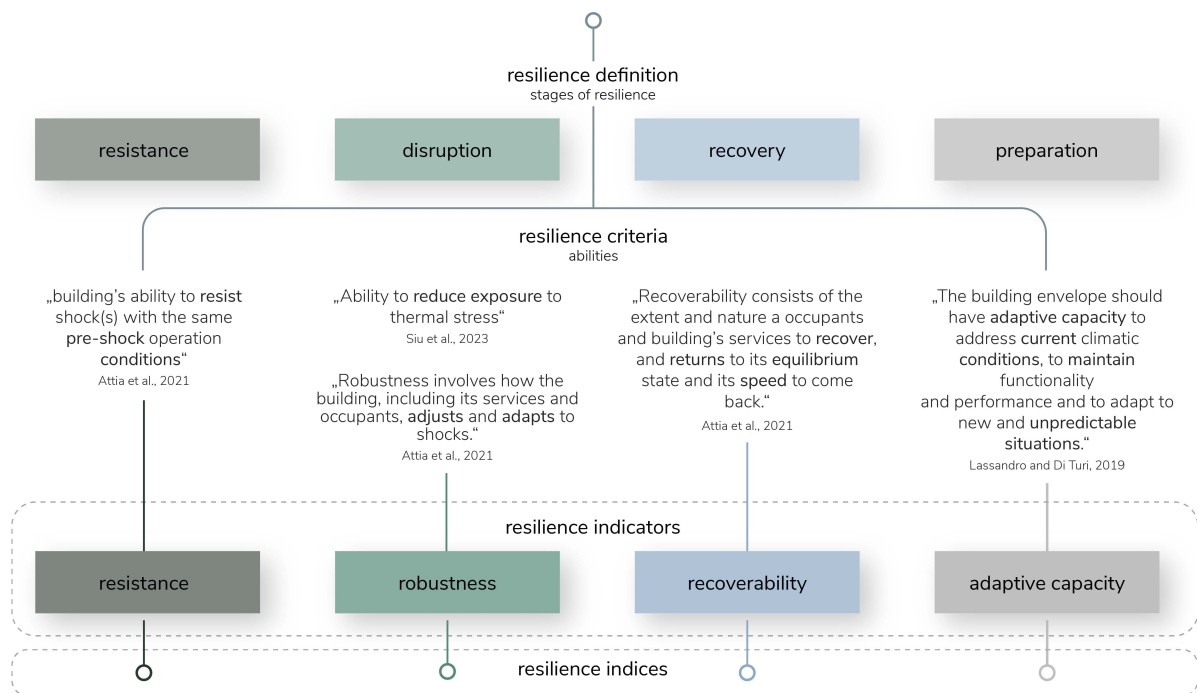 resilience definition
stages of resilience
resistance
disruption
recovery
preparation
resilience criteria
abilities
„building’s ability to resist
shock(s) with the same
pre-shock operation
conditions“
Attia et al., 2021
„Ability to reduce exposure to
thermal stress“
Siu et al., 2023
„Robustness involves how the
building, including its services and
occupants, adjusts and adapts to
shocks.“
Attia et al., 2021
„Recoverability consists of the
extent and nature a occupants
and building’s services to recover,
and returns to its equilibrium
state and its speed to come
back.“
Attia et al., 2021
„The building envelope should
have adaptive capacity to
address current climatic
conditions, to maintain
functionality
and performance and to adapt to
new and unpredictable
situations.“
Lassandro and Di Turi, 2019
resilience indicators
resistance
robustness
recoverability
adaptive capacity
resilience indices